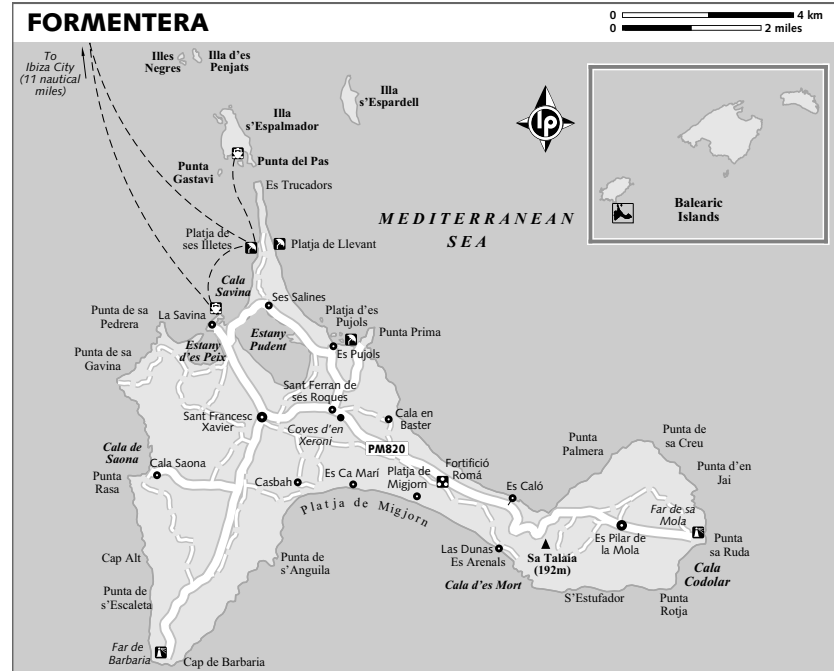 FORMENTERA
0 4 km
0 2 miles
To
Ibiza City
(11 nautical
miles)
Illes
Negres
Illa d'es
Penjats
Illa
s'Espardell
Illa
s'Espalmador
lp
Punta
Gastavi
Punta del Pas
Es Trucadors
Balearic
Islands
MEDITERRANEAN
SEA
Platja de
ses Illetes
Platja de Llevant
Cala
Savina
Ses Salines
Punta de sa
Pedrera
La Savina
Platja d'es
Pujols
Punta Prima
Estany
d'es Peix
Estany
Pudent
Es Pujols
Punta de sa
Gavina
Sant Ferran de
ses Roques
Sant Francesc
Xavier
Coves d'en
Xeroni
Cala en
Baster
PM820
Punta
Palmera
Punta de
sa Creu
Cala de
Saona
Cala Saona
Punta
Rasa
Casbah
Es Ca Marí
Platja de
Migjorn
Fortifició
Romá
Es Caló
Punta d'en
Jai
Platja de Migjorn
Far de sa
Mola
Es Pilar de
la Mola
Punta
sa Ruda
Cap Alt
Punta de
s'Anguila
Las Dunas
Es Arenals
Sa Talaía
(192m)
Cala
Codolar
Cala d'es Mort
S'Estufador
Punta
Rotja
Punta de
s'Escaleta
Far de
Barbaria
Cap de Barbaria